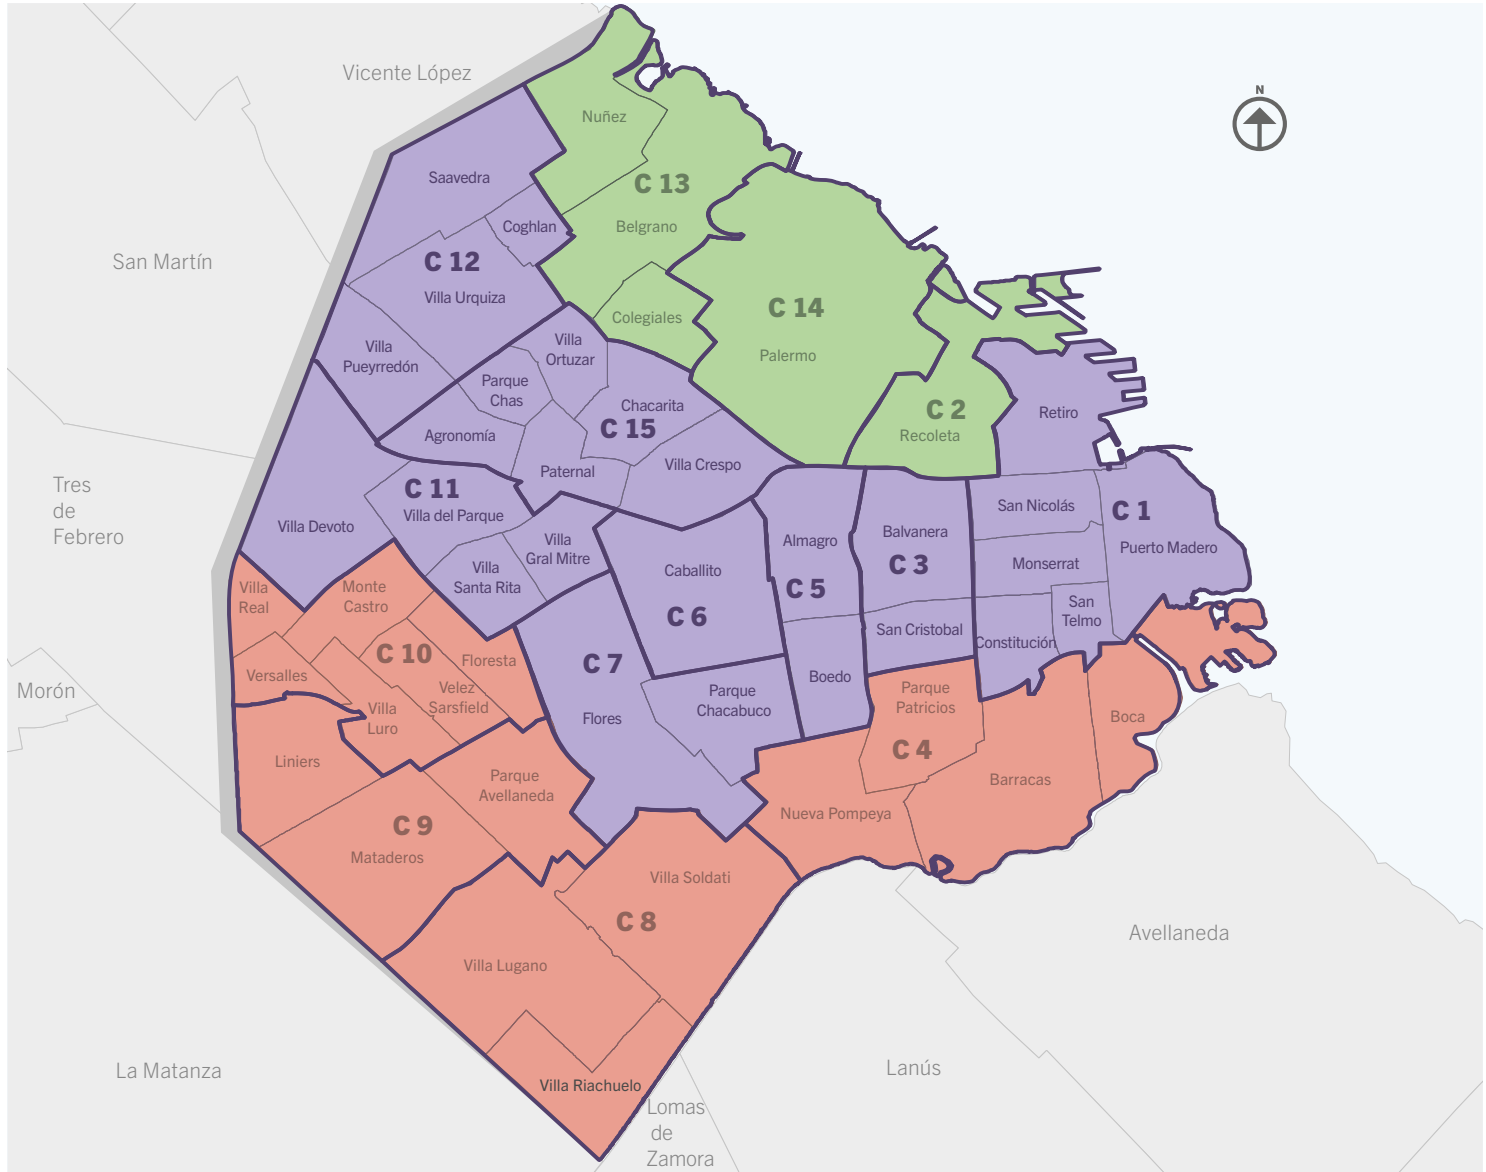 Vicente López
N
Nuñez
Saavedra
C 13
Coghlan
Belgrano
San Martín
C 12
Villa Urquiza
C 14
Colegiales
Villa
Pueyrredón
Villa
Ortuzar
Palermo
Parque
Chas
Chacarita
C 15
C 2
Recoleta
Retiro
Agronomía
Paternal
Villa Crespo
Tres
de
Febrero
C 11
Villa del Parque
Villa Devoto
San Nicolás
C 1
Puerto Madero
Villa
Gral Mitre
Almagro
Balvanera
C 3
Monserrat
Villa
Santa Rita
Caballito
C 5
C 6
Villa
Real
Monte
Castro
San
Telmo
San Cristobal
Constitución
C 10
Floresta
C 7
Versalles
Velez
Sarsfield
Boedo
Morón
Villa
Luro
Flores
Parque
Chacabuco
Parque
Patricios
Boca
C 4
Liniers
Parque
Avellaneda
Barracas
Nueva Pompeya
C 9
Mataderos
Villa Soldati
C 8
Avellaneda
Villa Lugano
La Matanza
Lanús
Villa Riachuelo
Lomas
de
Zamora